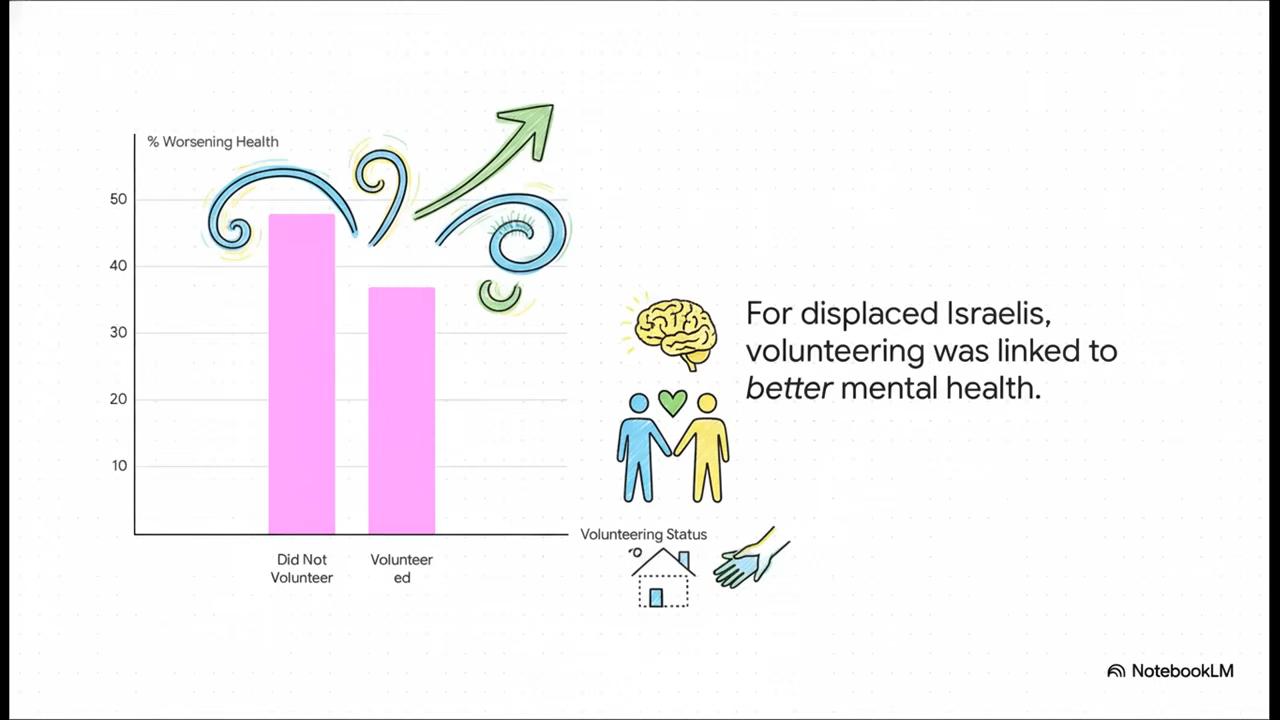 % Worsening Health
50
40
30
20
10
Did Not
Volunteer
Volunteer
ed
Volunteering Status
For displaced Israelis,
volunteering was linked to
better mental health.
NotebookLM